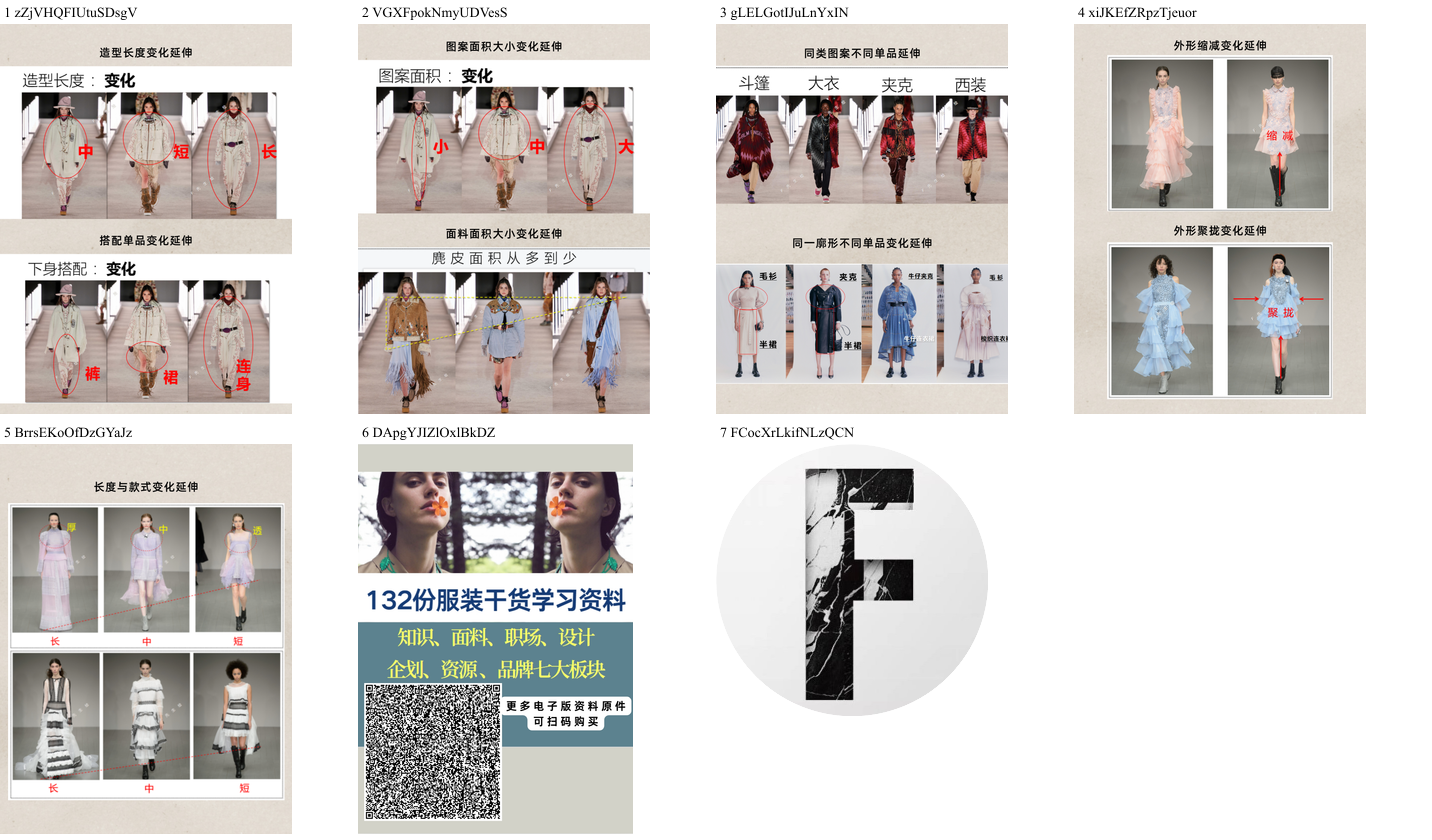 1 zZjVHQFIUtuSDsgV
造型长度变化延伸
造型长度：变化
中
短
长
搭配单品变化延伸
下身搭配：变化
裤
裙
连身
2 VGXFpokNmyUDVesS
图案面积大小变化延伸
图案面积：变化
小
中
大
面料面积大小变化延伸
麂皮面积从多到少
3 gLELGotIJuLnYxIN
同类图案不同单品延伸
斗篷 大衣 夹克 西装
同一廓形不同单品变化延伸
毛衫 夹克 牛仔夹克 毛衫
半裙 半裙 牛仔连衣裙
4 xiJKEfZRpzTjeuor
外形缩减变化延伸
缩减
外形聚拢变化延伸
聚拢
5 BrrsEKoOfDzGYaJz
长度与款式变化延伸
厚 中 透
长 中 短
长 中 短
6 DApgYJIZlOxlBkDZ
132份服装干货学习资料
知识、面料、职场、设计
企划、资源、品牌七大板块
更多电子版资料原件
可扫码购买
7 FCocXrLkifNLzQCN
F